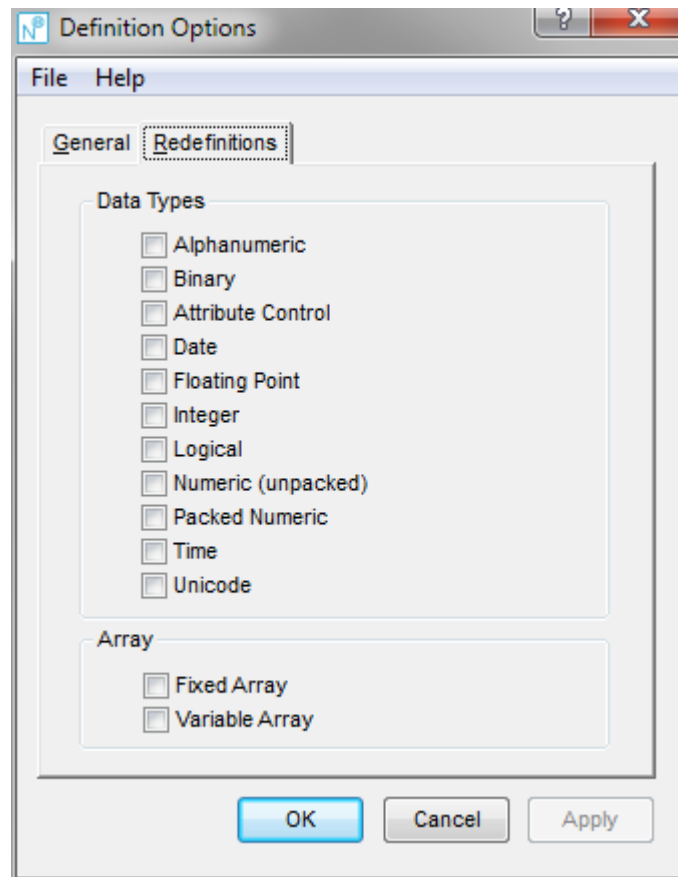 Definition Options
?
File Help
General Redefinitions
Data Types
Alphanumeric
Binary
Attribute Control
Date
Floating Point
Integer
Logical
Numeric (unpacked)
Packed Numeric
Time
Unicode
Array
Fixed Array
Variable Array
OK Cancel Apply